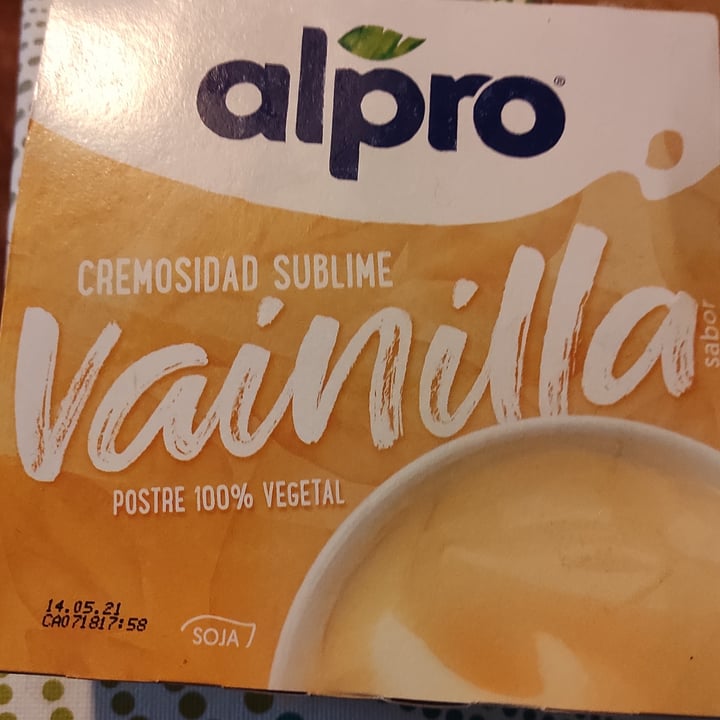 alpro®
CREMOSIDAD SUBLIME
Vainilla
sabor
POSTRE 100% VEGETAL
14.05.21
CA071817:58
SOJA